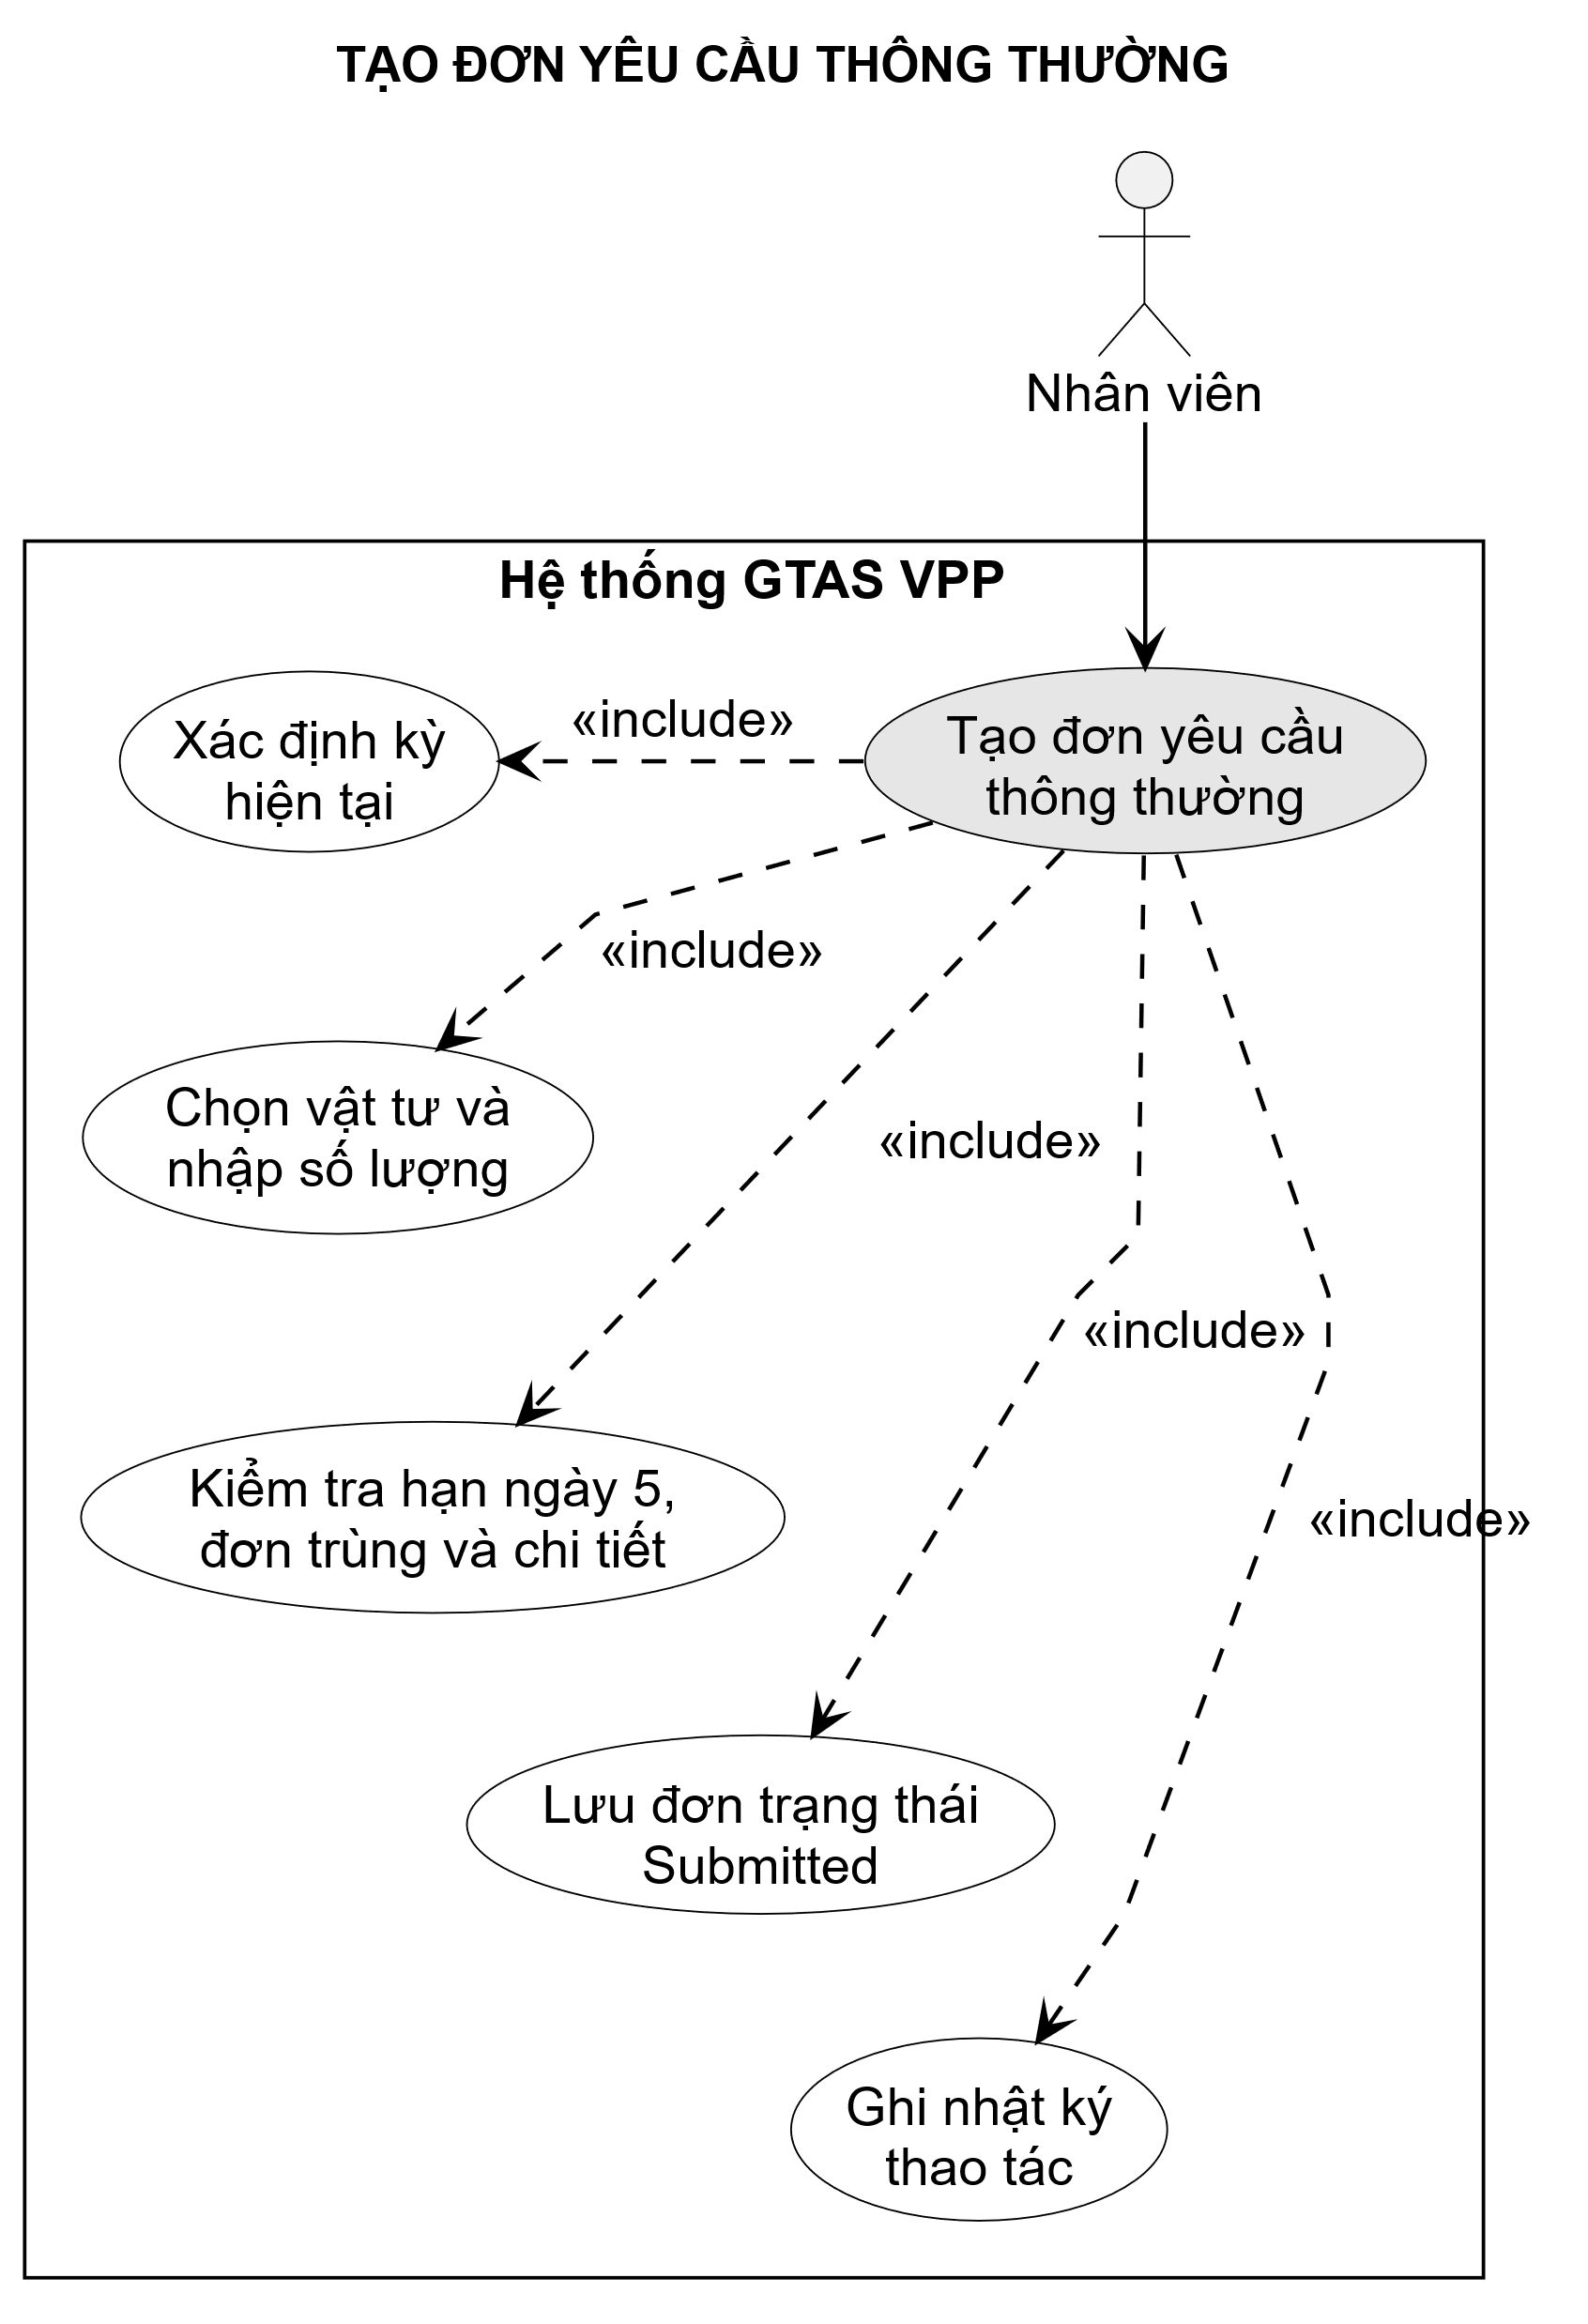 TẠO ĐƠN YÊU CẦU THÔNG THƯỜNG
Nhân viên
Hệ thống GTAS VPP
Xác định kỳ
hiện tại
«include»
Tạo đơn yêu cầu
thông thường
«include»
Chọn vật tư và
nhập số lượng
«include»
«include»
Kiểm tra hạn ngày 5,
đơn trùng và chi tiết
«include»
Lưu đơn trạng thái
Submitted
Ghi nhật ký
thao tác